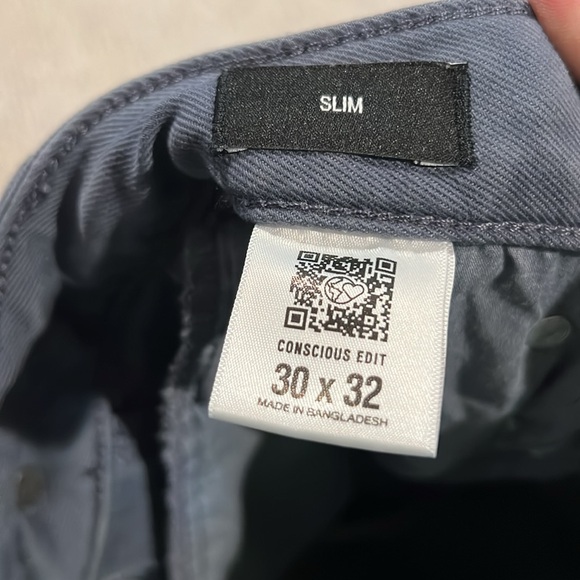 SLIM
CONSCIOUS EDIT
30 x 32
MADE IN BANGLADESH